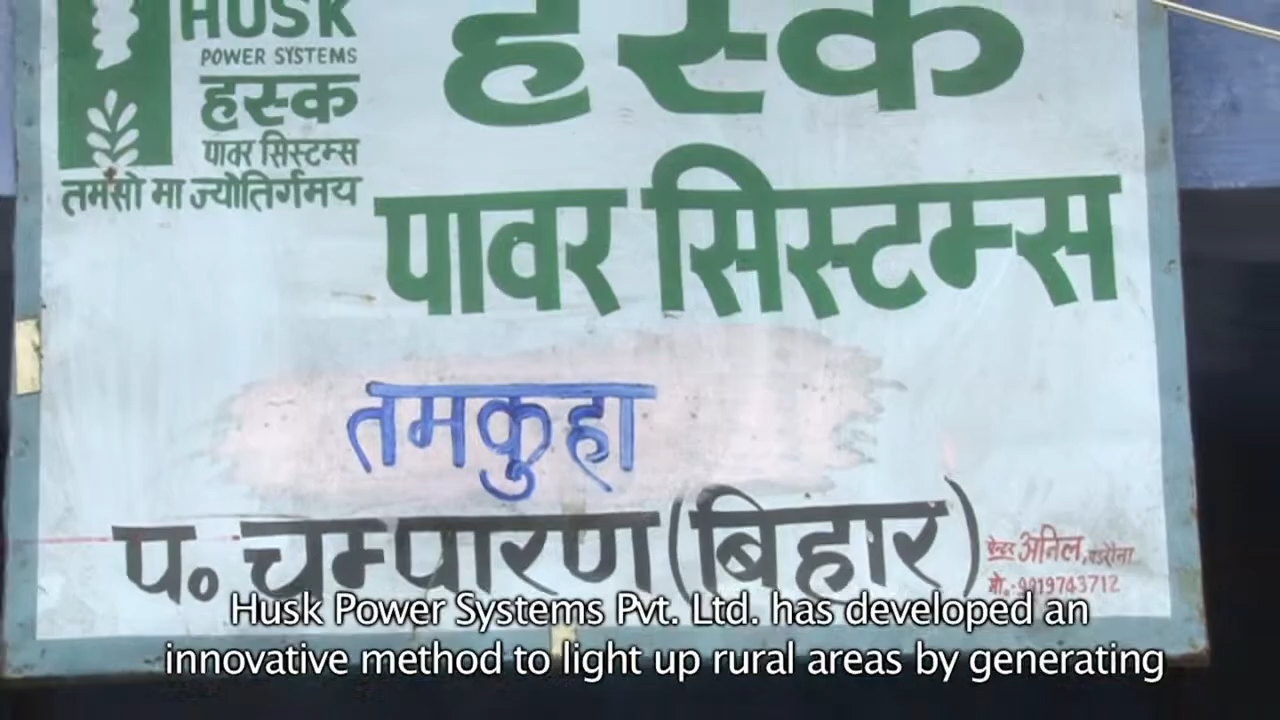 HUSK
POWER SYSTEMS
हस्क
पावर सिस्टम्स
तमसो मा ज्योतिर्गमय
हस्क
पावर सिस्टम्स
तमकुहा
प० चम्पारण (बिहार)
पेन्टर अनिल,
मो.-9919743712
Husk Power Systems Pvt. Ltd. has developed an
innovative method to light up rural areas by generating